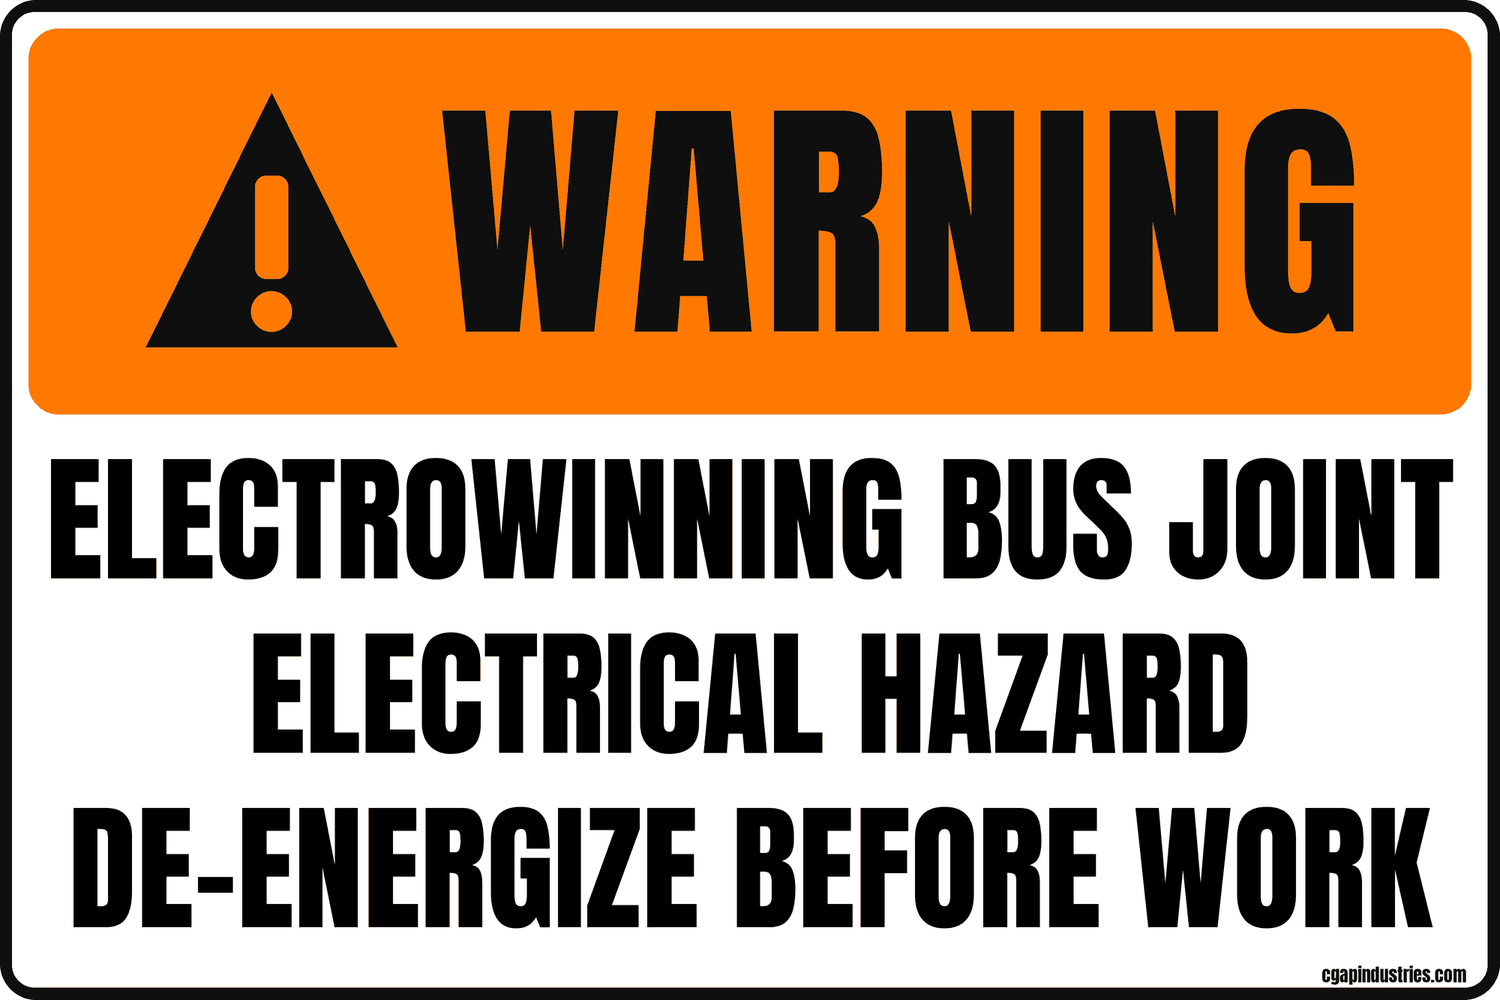 WARNING
ELECTROWINNING BUS JOINT
ELECTRICAL HAZARD
DE-ENERGIZE BEFORE WORK
cgapindustries.com